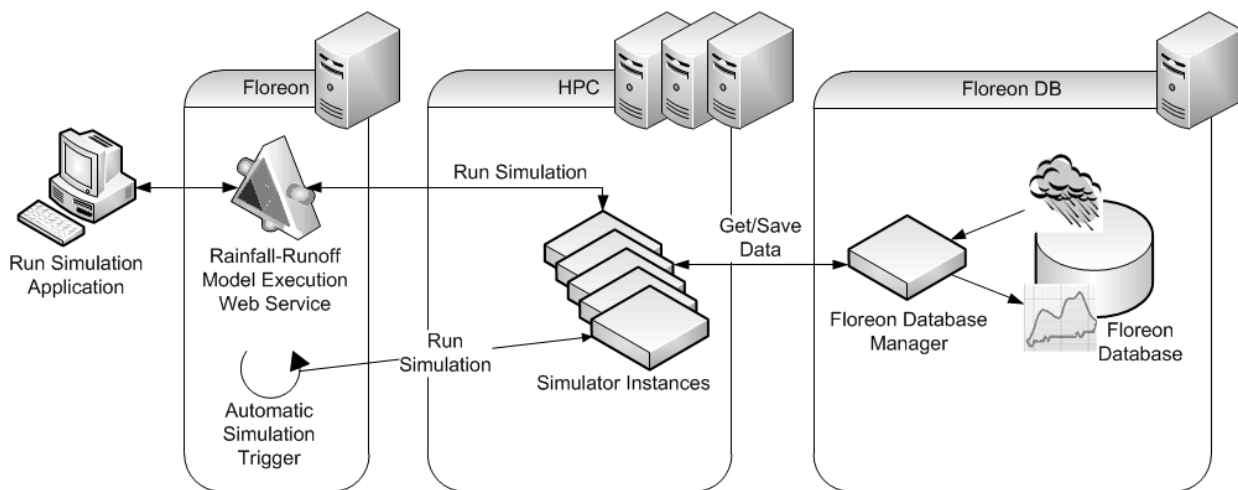 Floreon
HPC
Floreon DB
Run Simulation
Application
Rainfall-Runoff
Model Execution
Web Service
Automatic
Simulation
Trigger
Run Simulation
Run
Simulation
Simulator Instances
Get/Save
Data
Floreon Database
Manager
Floreon
Database